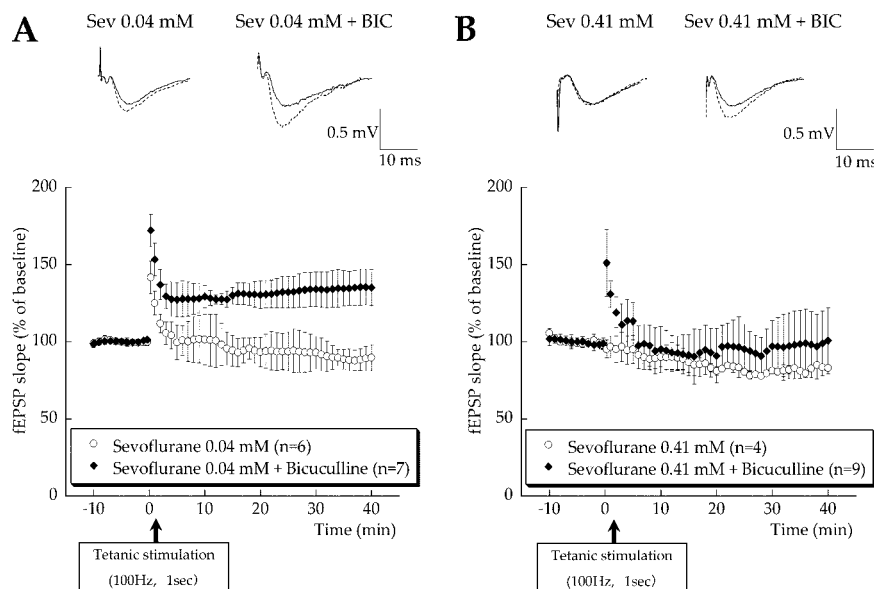 A
Sev 0.04 mM
Sev 0.04 mM + BIC
0.5 mV
10 ms
200
150
100
50
0
fEPSP slope (% of baseline)
Sevoflurane 0.04 mM (n=6)
Sevoflurane 0.04 mM + Bicuculline (n=7)
-10
0
10
20
30
40
Time (min)
Tetanic stimulation
(100Hz, 1sec)
B
Sev 0.41 mM
Sev 0.41 mM + BIC
0.5 mV
10 ms
200
150
100
50
0
fEPSP slope (% of baseline)
Sevoflurane 0.41 mM (n=4)
Sevoflurane 0.41 mM + Bicuculline (n=9)
-10
0
10
20
30
40
Time (min)
Tetanic stimulation
(100Hz, 1sec)